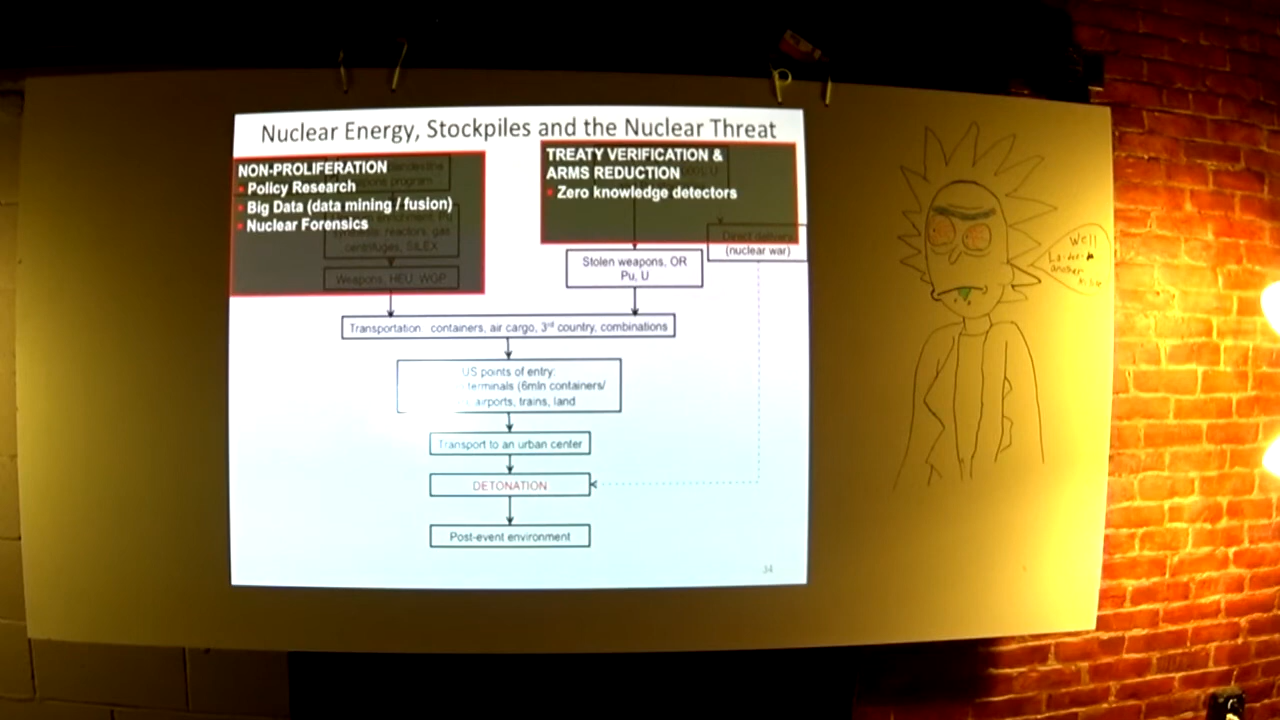 Nuclear Energy, Stockpiles and the Nuclear Threat
NON-PROLIFERATION
Policy Research
Big Data (data mining / fusion)
Nuclear Forensics
centrifuges, SILEX
Weapons, HEU, WGP
TREATY VERIFICATION &
ARMS REDUCTION
Zero knowledge detectors
Direct delivery
(nuclear war)
Stolen weapons, OR
Pu, U
Transportation containers, air cargo, 3rd country, combinations
US points of entry:
terminals (6mln containers/
airports, trains, land
Transport to an urban center
DETONATION
Post-event environment
34
Well
another